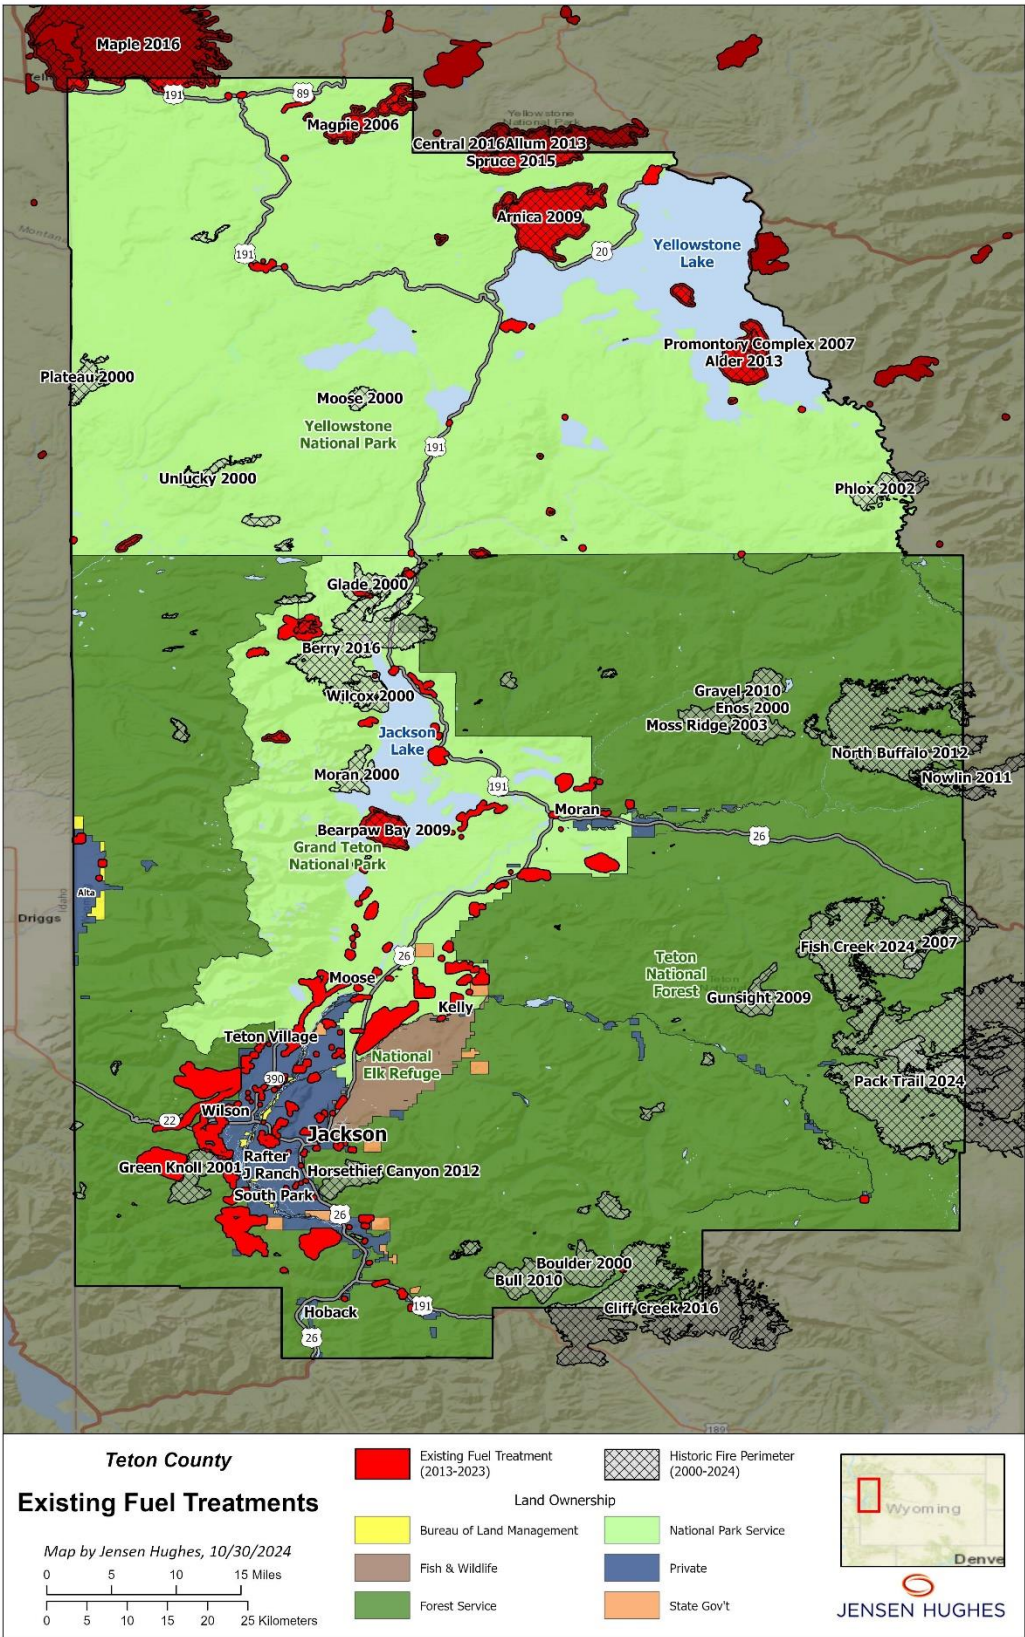 Maple 2016
191
89
Magpie 2006
Yellowstone
National Park
Central 2016 Allum 2013
Spruce 2015
Arnica 2009
Montana
191
20
Yellowstone
Lake
Promontory Complex 2007
Alder 2013
Plateau 2000
Moose 2000
Yellowstone
National Park
191
Unlucky 2000
Phlox 2002
Glade 2000
Berry 2016
Wilcox 2000
Gravel 2010
Enos 2000
Moss Ridge 2003
Jackson
Lake
North Buffalo 2012
Moran 2000
Nowlin 2011
191
Moran
Bearpaw Bay 2009
26
Grand Teton
National Park
Alta
Idaho
Driggs
Fish Creek 2024
2007
26
Teton
National
Forest
Moose
Gunsight 2009
Kelly
Teton Village
National
Elk Refuge
390
Pack Trail 2024
Wilson
22
Jackson
Rafter
J Ranch
Green Knoll 2001
Horsethief Canyon 2012
South Park
26
Boulder 2000
Bull 2010
191
Cliff Creek 2016
Hoback
26
189
Teton County
Existing Fuel Treatments
Map by Jensen Hughes, 10/30/2024
0 5 10 15 Miles
0 5 10 15 20 25 Kilometers
Existing Fuel Treatment
(2013-2023)
Historic Fire Perimeter
(2000-2024)
Land Ownership
Bureau of Land Management
National Park Service
Fish & Wildlife
Private
Forest Service
State Gov't
Wyoming
Denve
JENSEN HUGHES